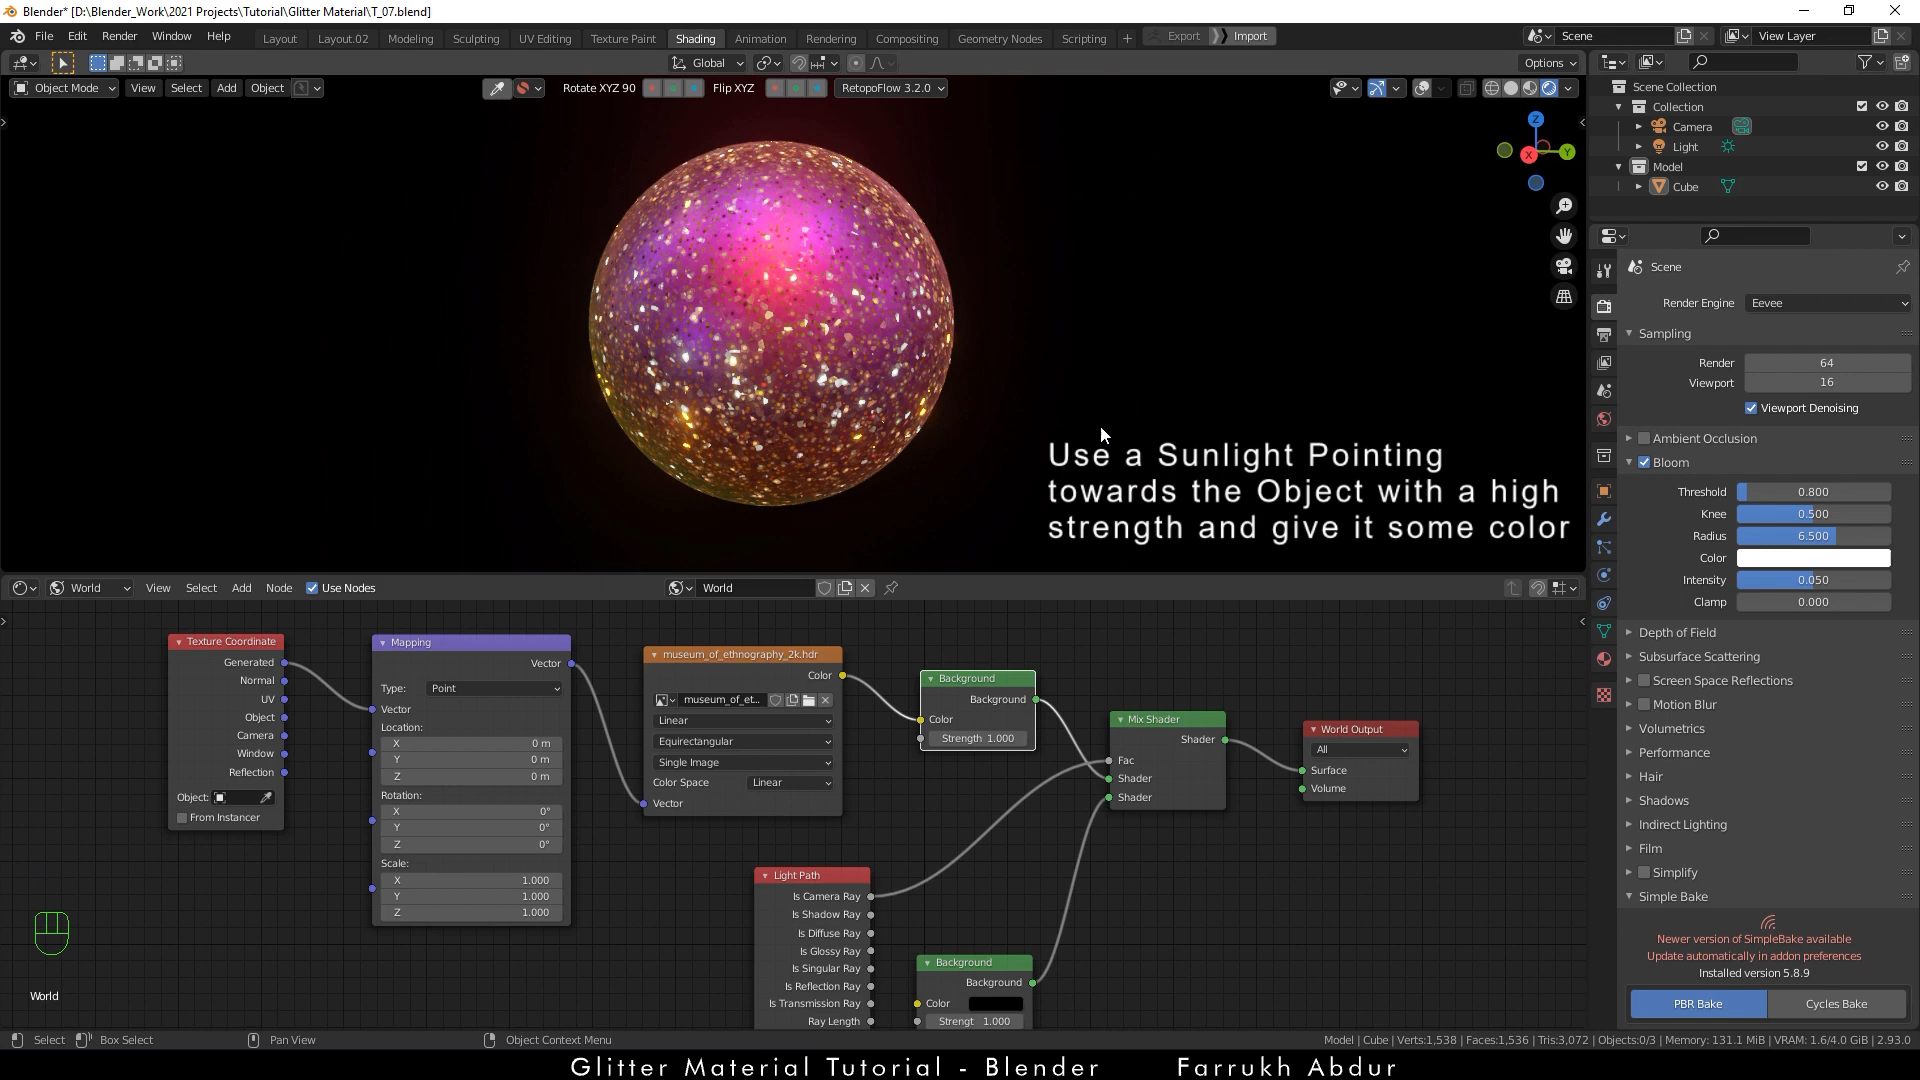 Blender* [D:\Blender_Work\2021 Projects\Tutorial\Glitter Material\T_07.blend]
File Edit Render Window Help Layout Layout.02 Modeling Sculpting UV Editing Texture Paint Shading Animation Rendering Compositing Geometry Nodes Scripting + Export Import Scene View Layer
Global Options
Object Mode View Select Add Object Rotate XYZ 90 Flip XYZ RetopoFlow 3.2.0
Z
Y
X
Use a Sunlight Pointing
towards the Object with a high
strength and give it some color
Scene Collection
Collection
Camera
Light
Model
Cube
Scene
Render Engine Eevee
Sampling
Render 64
Viewport 16
Viewport Denoising
Ambient Occlusion
Bloom
Threshold 0.800
Knee 0.500
Radius 6.500
Color
Intensity 0.050
Clamp 0.000
Depth of Field
Subsurface Scattering
Screen Space Reflections
Motion Blur
Volumetrics
Performance
Hair
Shadows
Indirect Lighting
Film
Simplify
Simple Bake
Newer version of SimpleBake available
Update automatically in addon preferences
Installed version 5.8.9
PBR Bake Cycles Bake
World View Select Add Node Use Nodes World
Texture Coordinate
Generated
Normal
UV
Object
Camera
Window
Reflection
Object:
From Instancer
Mapping
Vector
Type: Point
Vector
Location:
X 0 m
Y 0 m
Z 0 m
Rotation:
X 0°
Y 0°
Z 0°
Scale:
X 1.000
Y 1.000
Z 1.000
museum_of_ethnography_2k.hdr
Color
museum_of_et...
Linear
Equirectangular
Single Image
Color Space Linear
Vector
Background
Background
Color
Strength 1.000
Mix Shader
Shader
Fac
Shader
Shader
World Output
All
Surface
Volume
Light Path
Is Camera Ray
Is Shadow Ray
Is Diffuse Ray
Is Glossy Ray
Is Singular Ray
Is Reflection Ray
Is Transmission Ray
Ray Length
Background
Background
Color
Strengt 1.000
World
Select Box Select Pan View Object Context Menu Model | Cube | Verts:1,538 | Faces:1,536 | Tris:3,072 | Objects:0/3 | Memory: 131.1 MiB | VRAM: 1.6/4.0 GiB | 2.93.0
Glitter Material Tutorial - Blender Farrukh Abdur